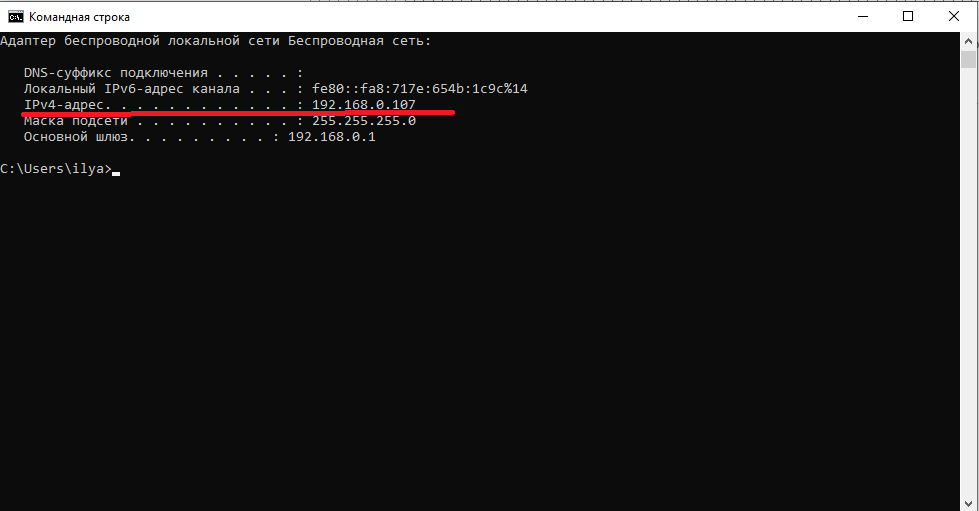 Командная строка
Адаптер беспроводной локальной сети Беспроводная сеть:
DNS-суффикс подключения . . . . . :
Локальный IPv6-адрес канала . . . : fe80::fa8:717e:654b:1c9c%14
IPv4-адрес. . . . . . . . . . . . : 192.168.0.107
Маска подсети . . . . . . . . . . : 255.255.255.0
Основной шлюз. . . . . . . . . : 192.168.0.1
C:\Users\ilya>